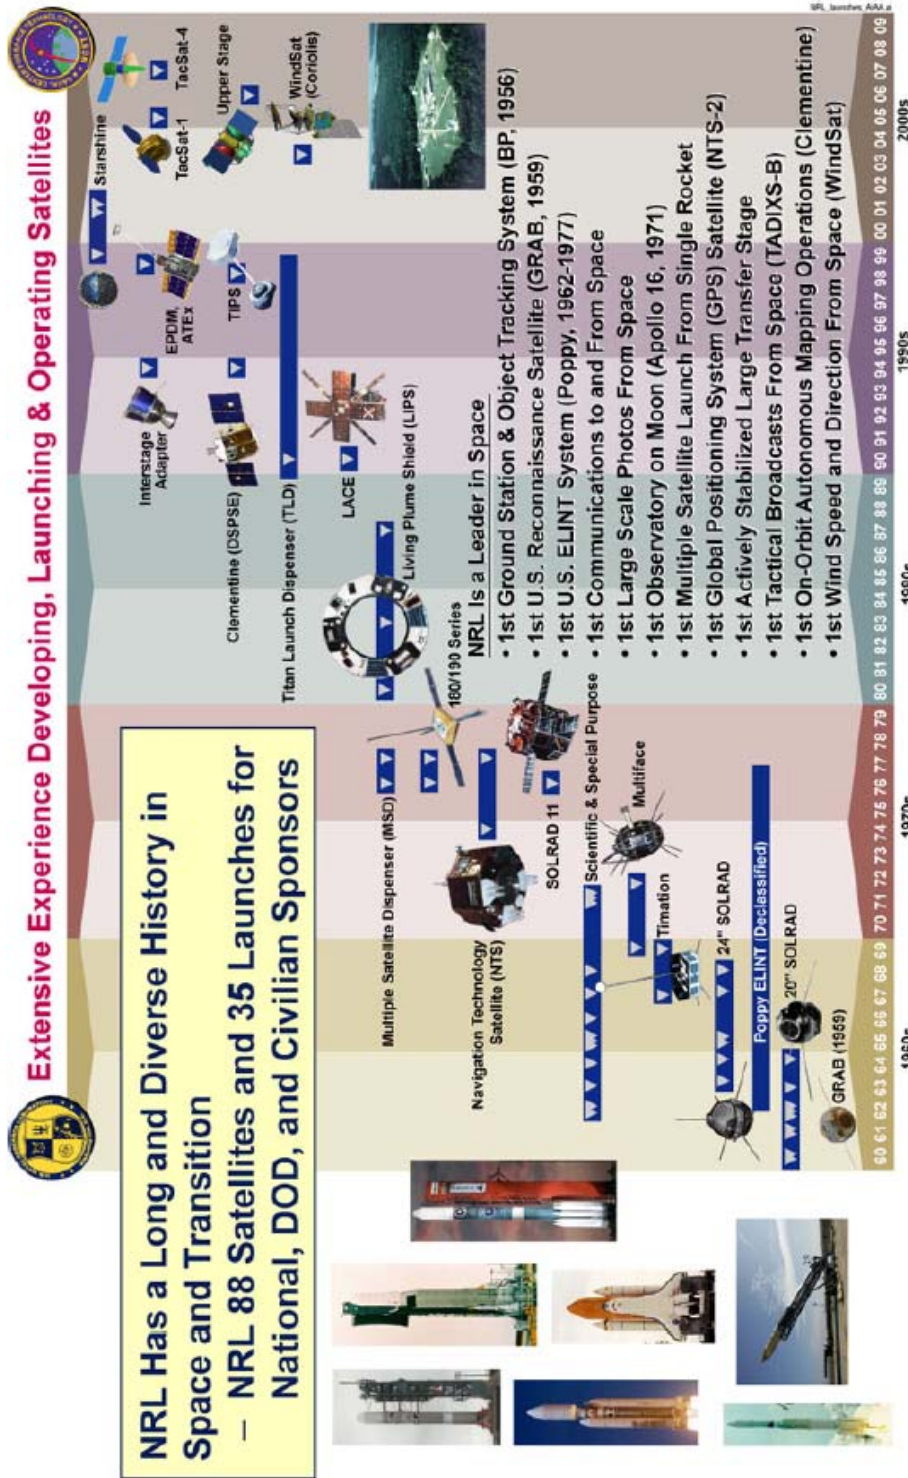 NRL_launches_AIAA.ai
Extensive Experience Developing, Launching & Operating Satellites
NRL Has a Long and Diverse History in
Space and Transition
– NRL 88 Satellites and 35 Launches for
National, DOD, and Civilian Sponsors
Starshine
TacSat-1
TacSat-4
Interstage
Adapter
EPDM,
ATEx
Upper Stage
Clementine (DSPSE)
TIPS
WindSat
(Coriolis)
Titan Launch Dispenser (TLD)
LACE
Living Plume Shield (LIPS)
Multiple Satellite Dispenser (MSD)
180/190 Series
Navigation Technology
Satellite (NTS)
SOLRAD 11
Scientific & Special Purpose
Multiface
Timation
24" SOLRAD
Poppy ELINT (Declassified)
20" SOLRAD
GRAB (1959)
NRL Is a Leader in Space
• 1st Ground Station & Object Tracking System (BP, 1956)
• 1st U.S. Reconnaissance Satellite (GRAB, 1959)
• 1st U.S. ELINT System (Poppy, 1962-1977)
• 1st Communications to and From Space
• 1st Large Scale Photos From Space
• 1st Observatory on Moon (Apollo 16, 1971)
• 1st Multiple Satellite Launch From Single Rocket
• 1st Global Positioning System (GPS) Satellite (NTS-2)
• 1st Actively Stabilized Large Transfer Stage
• 1st Tactical Broadcasts From Space (TADIXS-B)
• 1st On-Orbit Autonomous Mapping Operations (Clementine)
• 1st Wind Speed and Direction From Space (WindSat)
60 61 62 63 64 65 66 67 68 69 70 71 72 73 74 75 76 77 78 79 80 81 82 83 84 85 86 87 88 89 90 91 92 93 94 95 96 97 98 99 00 01 02 03 04 05 06 07 08 09
1960s 1970s 1980s 1990s 2000s